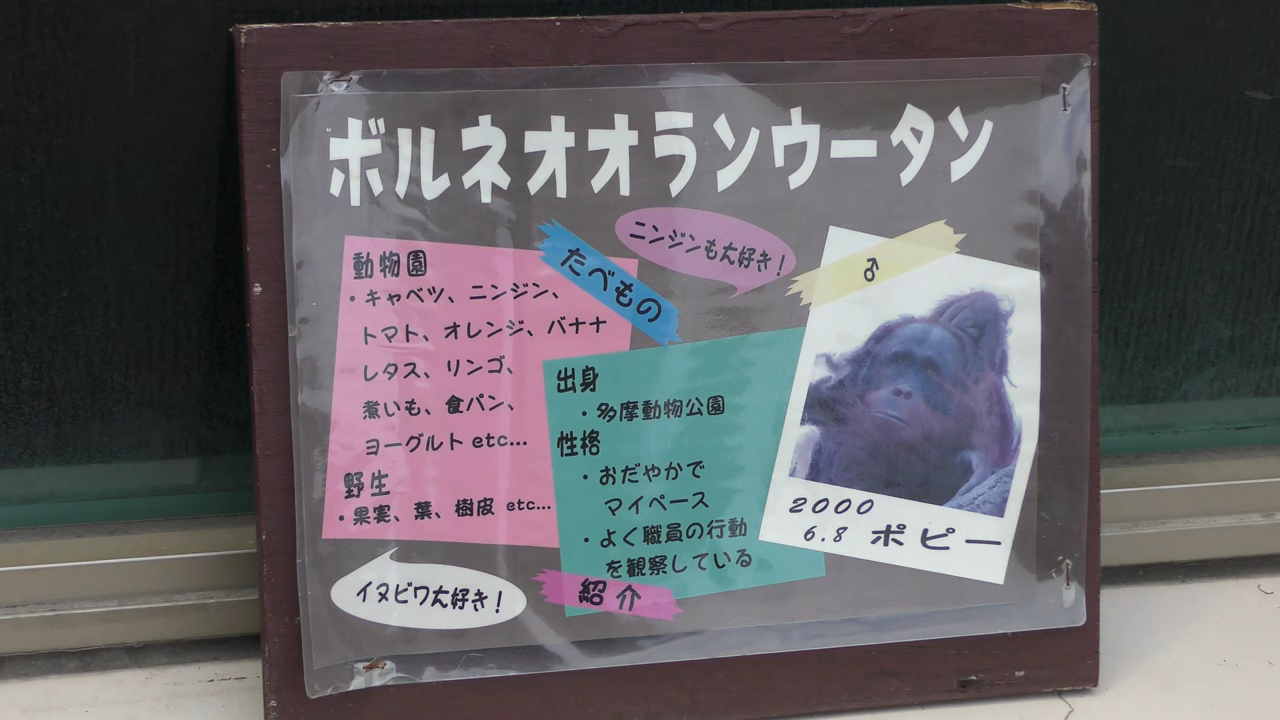 ボルネオオランウータン
たべもの
ニンジンも大好き!
動物園
・キャベツ、ニンジン、
トマト、オレンジ、バナナ
レタス、リンゴ、
煮いも、食パン、
ヨーグルト etc...
野生
・果実、葉、樹皮 etc...
イヌビワ大好き!
出身
・多摩動物公園
性格
・おだやかで
マイペース
・よく職員の行動
を観察している
紹介
♂
2000
6.8 ポピー